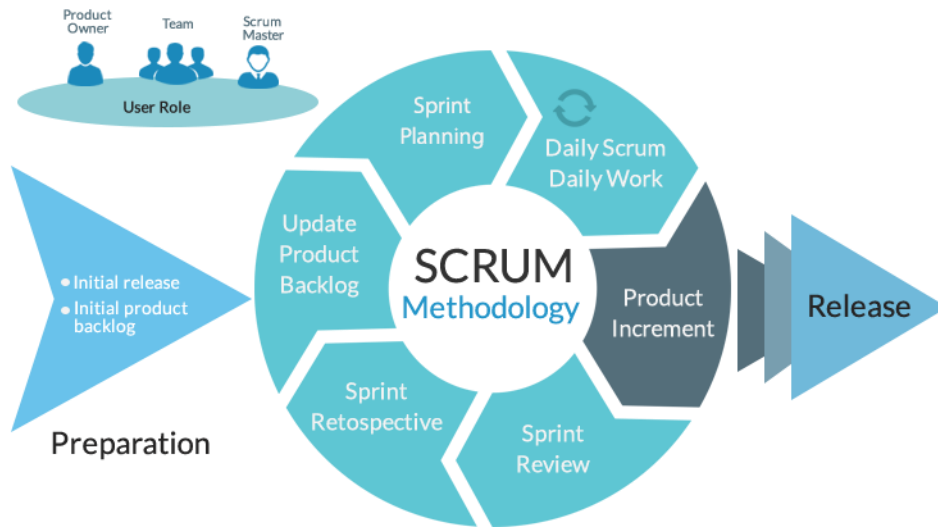 Product
Owner
Team
Scrum
Master
User Role
Sprint
Planning
Daily Scrum
Daily Work
Update
Product
Backlog
SCRUM
Methodology
Product
Increment
Release
Initial release
Initial product
backlog
Sprint
Retospective
Sprint
Review
Preparation